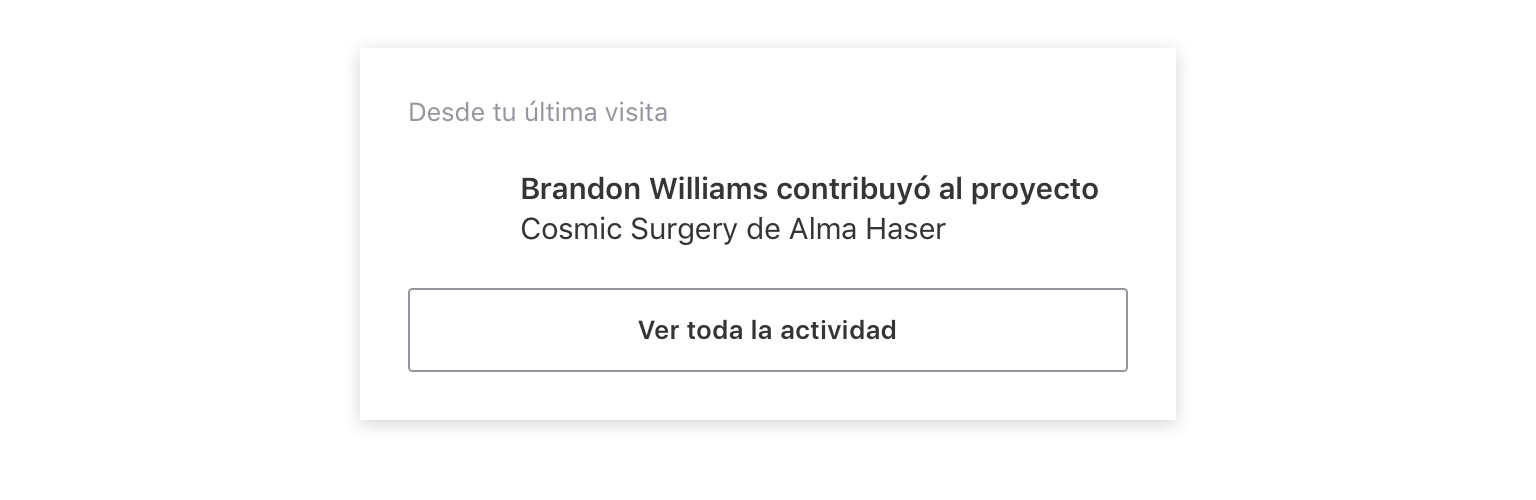 Desde tu última visita
Brandon Williams contribuyó al proyecto
Cosmic Surgery de Alma Haser
Ver toda la actividad